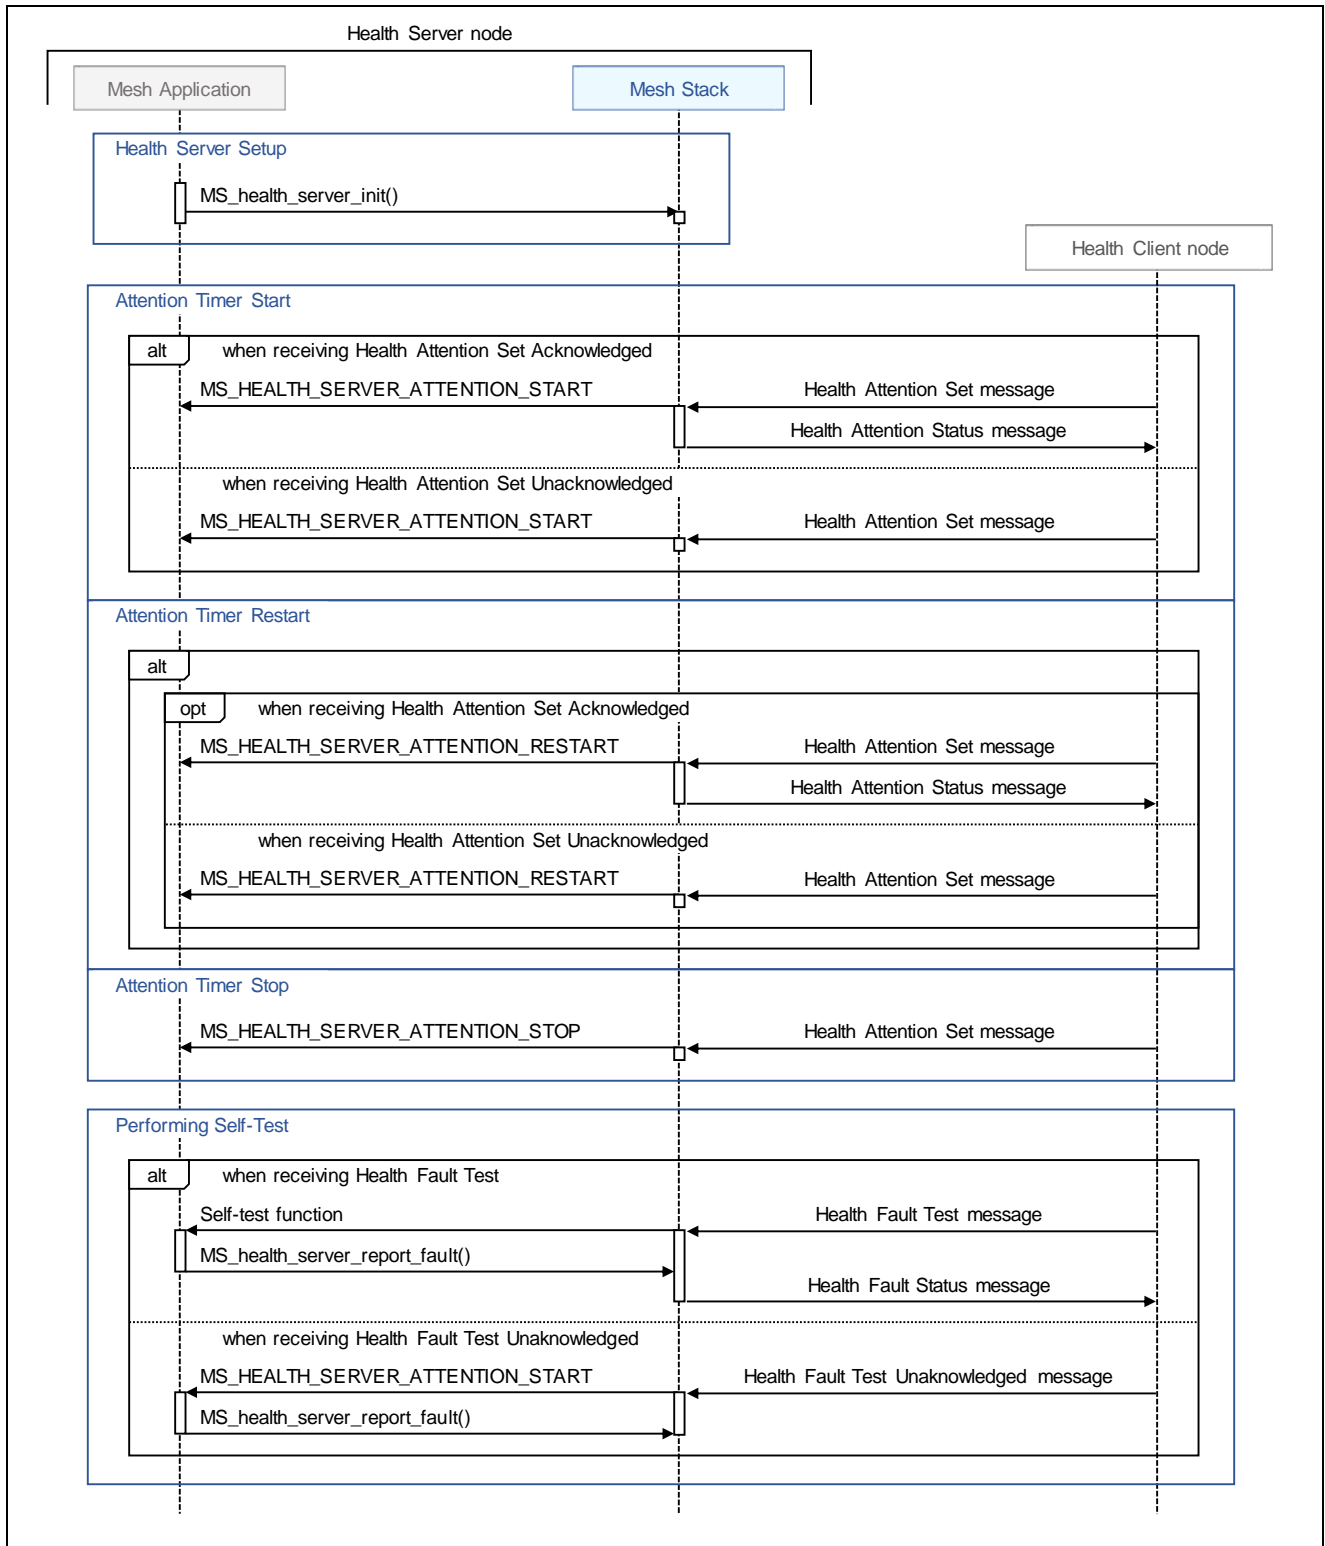 Health Server node
Mesh Application
Mesh Stack
Health Server Setup
MS_health_server_init()
Health Client node
Attention Timer Start
alt
when receiving Health Attention Set Acknowledged
MS_HEALTH_SERVER_ATTENTION_START
Health Attention Set message
Health Attention Status message
when receiving Health Attention Set Unacknowledged
MS_HEALTH_SERVER_ATTENTION_START
Health Attention Set message
Attention Timer Restart
alt
opt
when receiving Health Attention Set Acknowledged
MS_HEALTH_SERVER_ATTENTION_RESTART
Health Attention Set message
Health Attention Status message
when receiving Health Attention Set Unacknowledged
MS_HEALTH_SERVER_ATTENTION_RESTART
Health Attention Set message
Attention Timer Stop
MS_HEALTH_SERVER_ATTENTION_STOP
Health Attention Set message
Performing Self-Test
alt
when receiving Health Fault Test
Self-test function
Health Fault Test message
MS_health_server_report_fault()
Health Fault Status message
when receiving Health Fault Test Unaknowledged
MS_HEALTH_SERVER_ATTENTION_START
Health Fault Test Unaknowledged message
MS_health_server_report_fault()